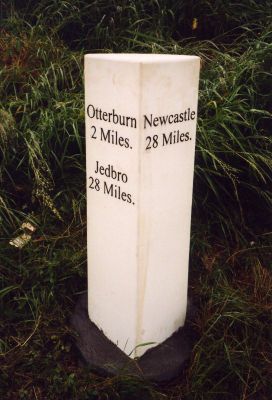 Otterburn
2 Miles.
Jedbro
28 Miles.
Newcastle
28 Miles.